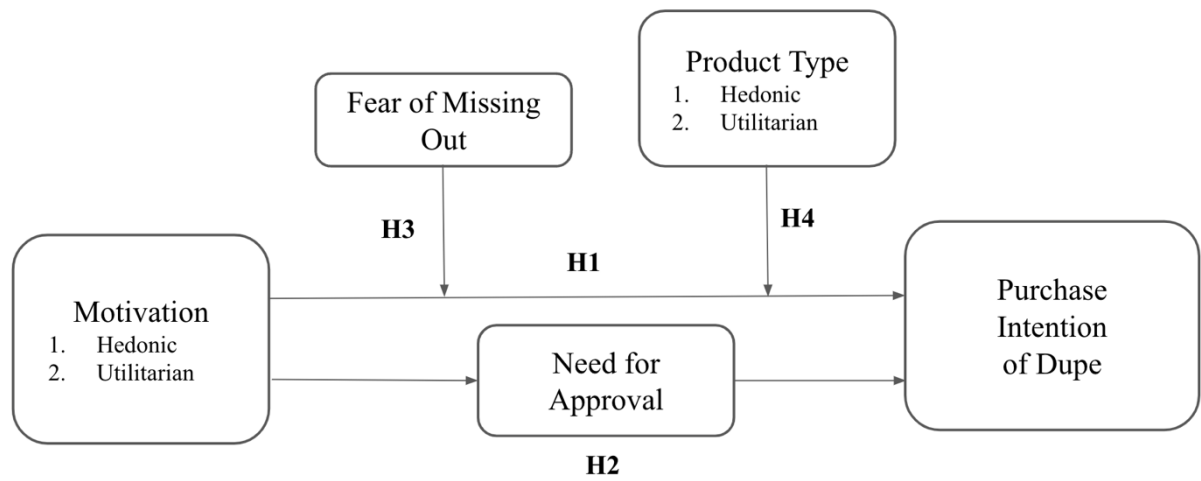 Product Type
1. Hedonic
2. Utilitarian
Fear of Missing
Out
H3
H4
H1
Motivation
1. Hedonic
2. Utilitarian
Need for
Approval
H2
Purchase
Intention
of Dupe